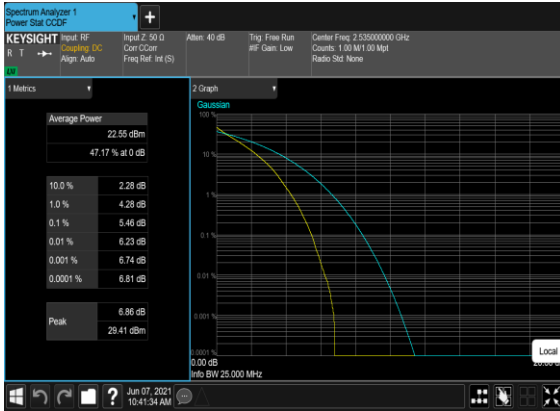 Spectrum Analyzer 1
Power Stat CCDF
+
KEYSIGHT
R T
Input: RF
Coupling: DC
Align: Auto
Input Z: 50 Ω
Corr CCorr
Freq Ref: Int (S)
Atten: 40 dB
Trig: Free Run
#IF Gain: Low
Center Freq: 2.535000000 GHz
Counts: 1.00 M/1.00 Mpt
Radio Std: None
1 Metrics
Average Power
22.55 dBm
47.17 % at 0 dB
10.0 % 2.28 dB
1.0 % 4.28 dB
0.1 % 5.46 dB
0.01 % 6.23 dB
0.001 % 6.74 dB
0.0001 % 6.81 dB
Peak
6.86 dB
29.41 dBm
2 Graph
Gaussian
100 %
10 %
1 %
0.1 %
0.01 %
0.001 %
0.0001 %
0.00 dB
Info BW 25.000 MHz
Local
?
Jun 07, 2021
10:41:34 AM